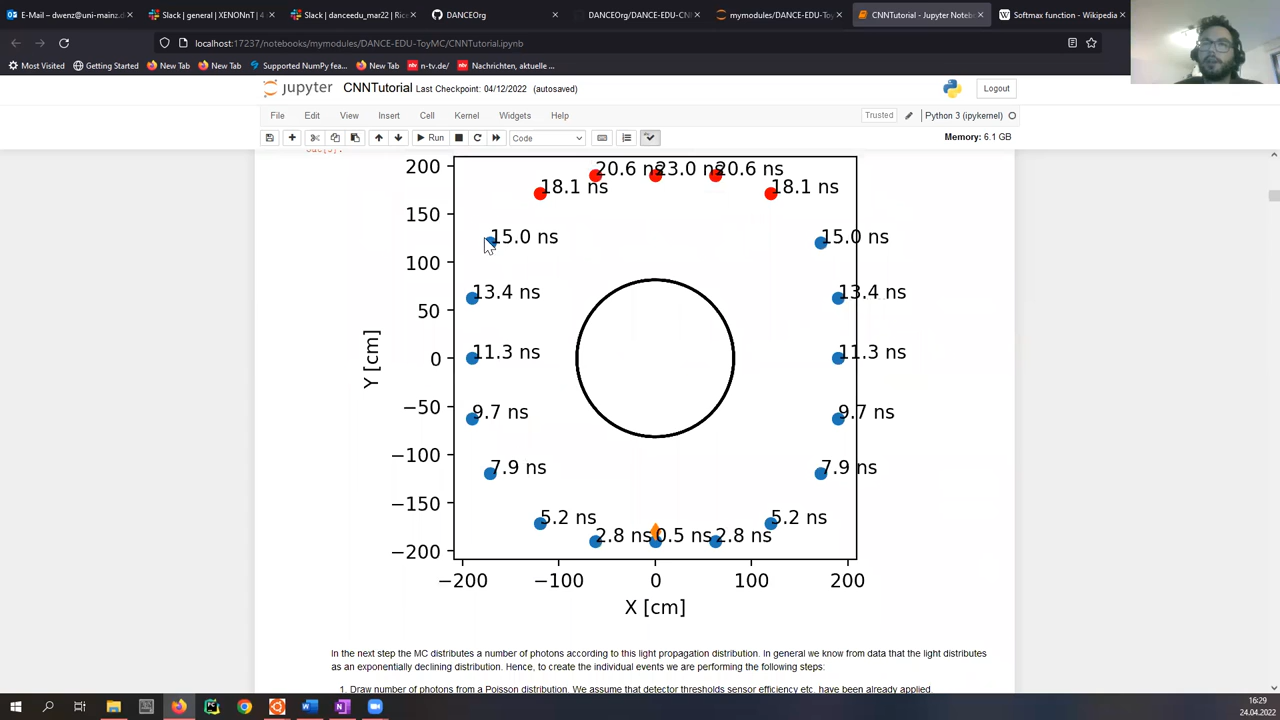 E-Mail – dwenz@uni-mainz.d
Slack | general | XENONnT | 4
Slack | danceedu_mar22 | Ric
DANCEOrg
DANCEOrg/DANCE-EDU-CN
mymodules/DANCE-EDU-To
CNNTutorial - Jupyter Noteb
Softmax function - Wikipedia
localhost:17237/notebooks/mymodules/DANCE-EDU-ToyMC/CNNTutorial.ipynb
Most Visited Getting Started New Tab New Tab Supported NumPy fea... New Tab n-tv.de/ Nachrichten, aktuelle ...
jupyter CNNTutorial Last Checkpoint: 04/12/2022 (autosaved) Logout
File Edit View Insert Cell Kernel Widgets Help Trusted Python 3 (ipykernel)
Run Code Memory: 6.1 GB
200
20.6 ns
23.0 ns
20.6 ns
18.1 ns
18.1 ns
150
15.0 ns
15.0 ns
100
13.4 ns
13.4 ns
50
11.3 ns
11.3 ns
0
Y [cm]
9.7 ns
9.7 ns
−50
7.9 ns
7.9 ns
−100
5.2 ns
5.2 ns
−150
2.8 ns
0.5 ns
2.8 ns
−200
−200 −100 0 100 200
X [cm]
In the next step the MC distributes a number of photons according to this light propagation distribution. In general we know from data that the light distributes
as an exponentially declining distribution. Hence, to create the individual events we are performing the following steps:
1. Draw number of photons from a Poisson distribution. We assume that detector thresholds sensor efficiency etc. have been already applied.
16:29
24.04.2022